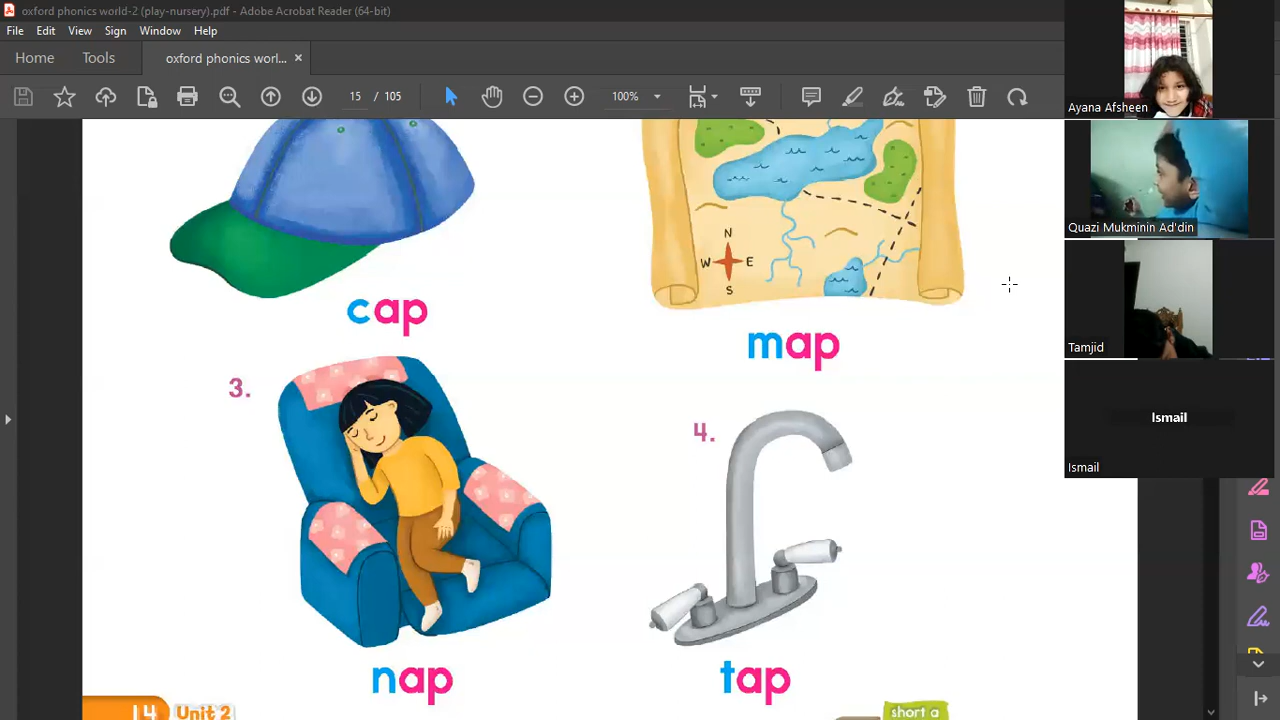 oxford phonics world-2 (play-nursery).pdf - Adobe Acrobat Reader (64-bit)
File Edit View Sign Window Help
Home Tools oxford phonics worl... ×
15 / 105 100%
N
W E
S
cap
map
3.
4.
nap
tap
14 Unit 2
short a
Ayana Afsheen
Quazi Mukminin Ad'din
Tamjid
Ismail
Ismail